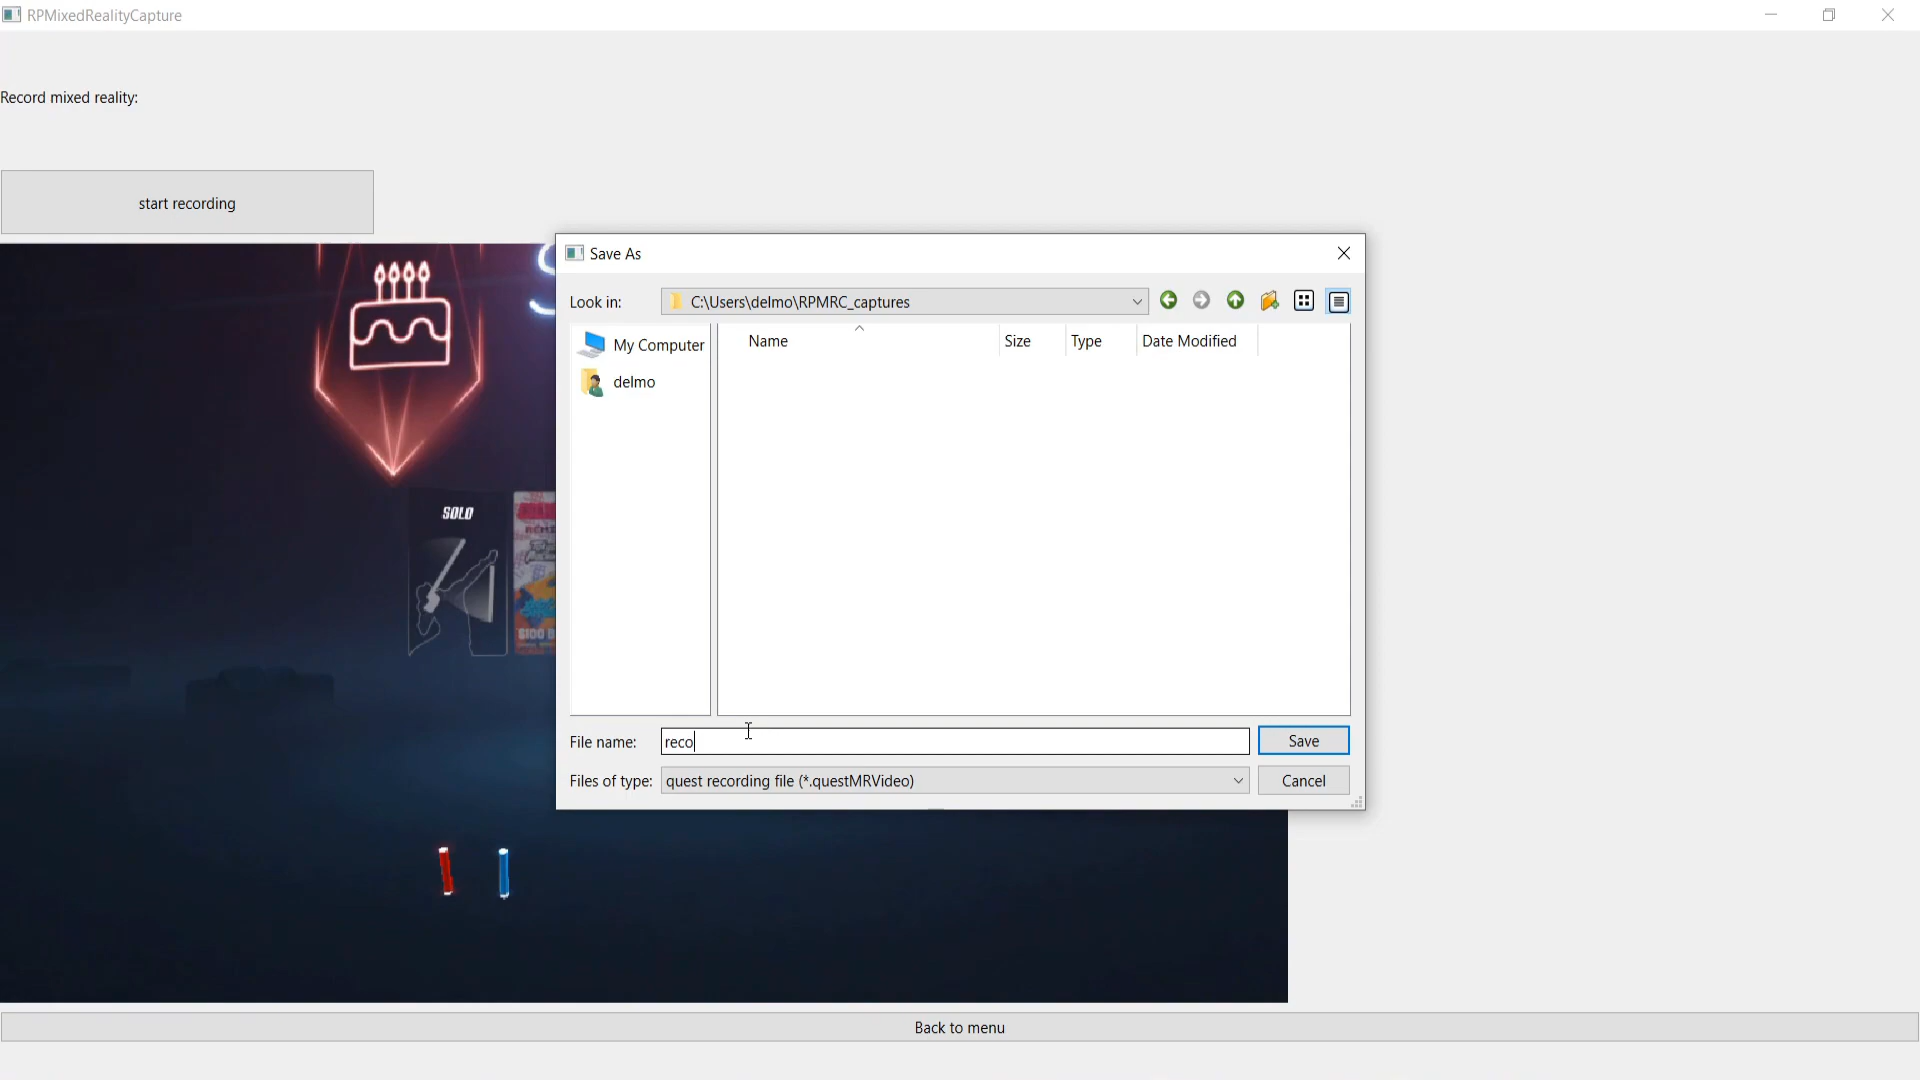 RPMixedRealityCapture
Record mixed reality:
start recording
SOLO
Save As
Look in: C:\Users\delmo\RPMRC_captures
My Computer
delmo
Name Size Type Date Modified
File name: reco Save
Files of type: quest recording file (*.questMRVideo) Cancel
Back to menu